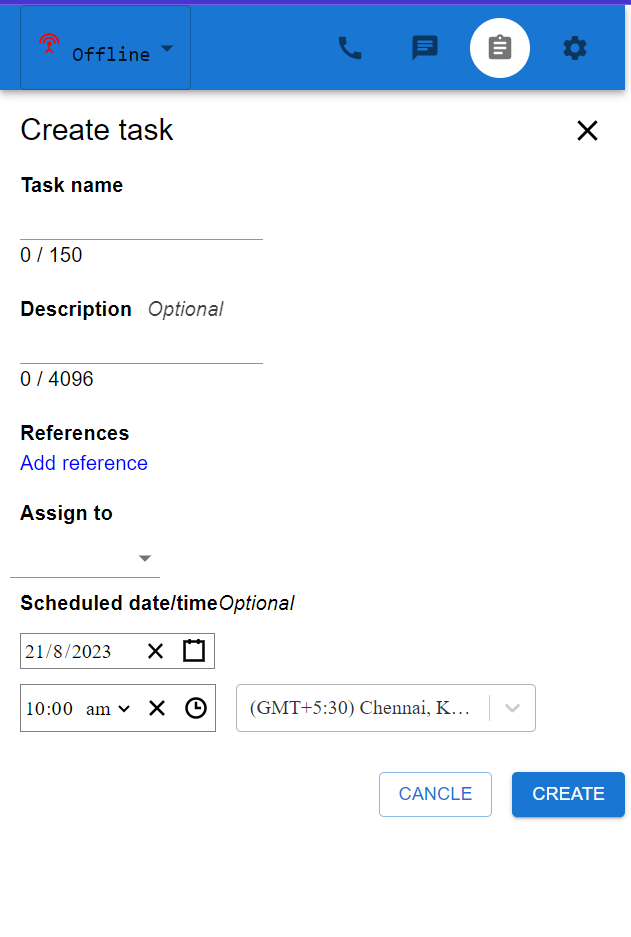 Offline
Create task
Task name
0 / 150
Description Optional
0 / 4096
References
Add reference
Assign to
Scheduled date/timeOptional
21/8/2023
10:00 am (GMT+5:30) Chennai, K...
CANCLE CREATE